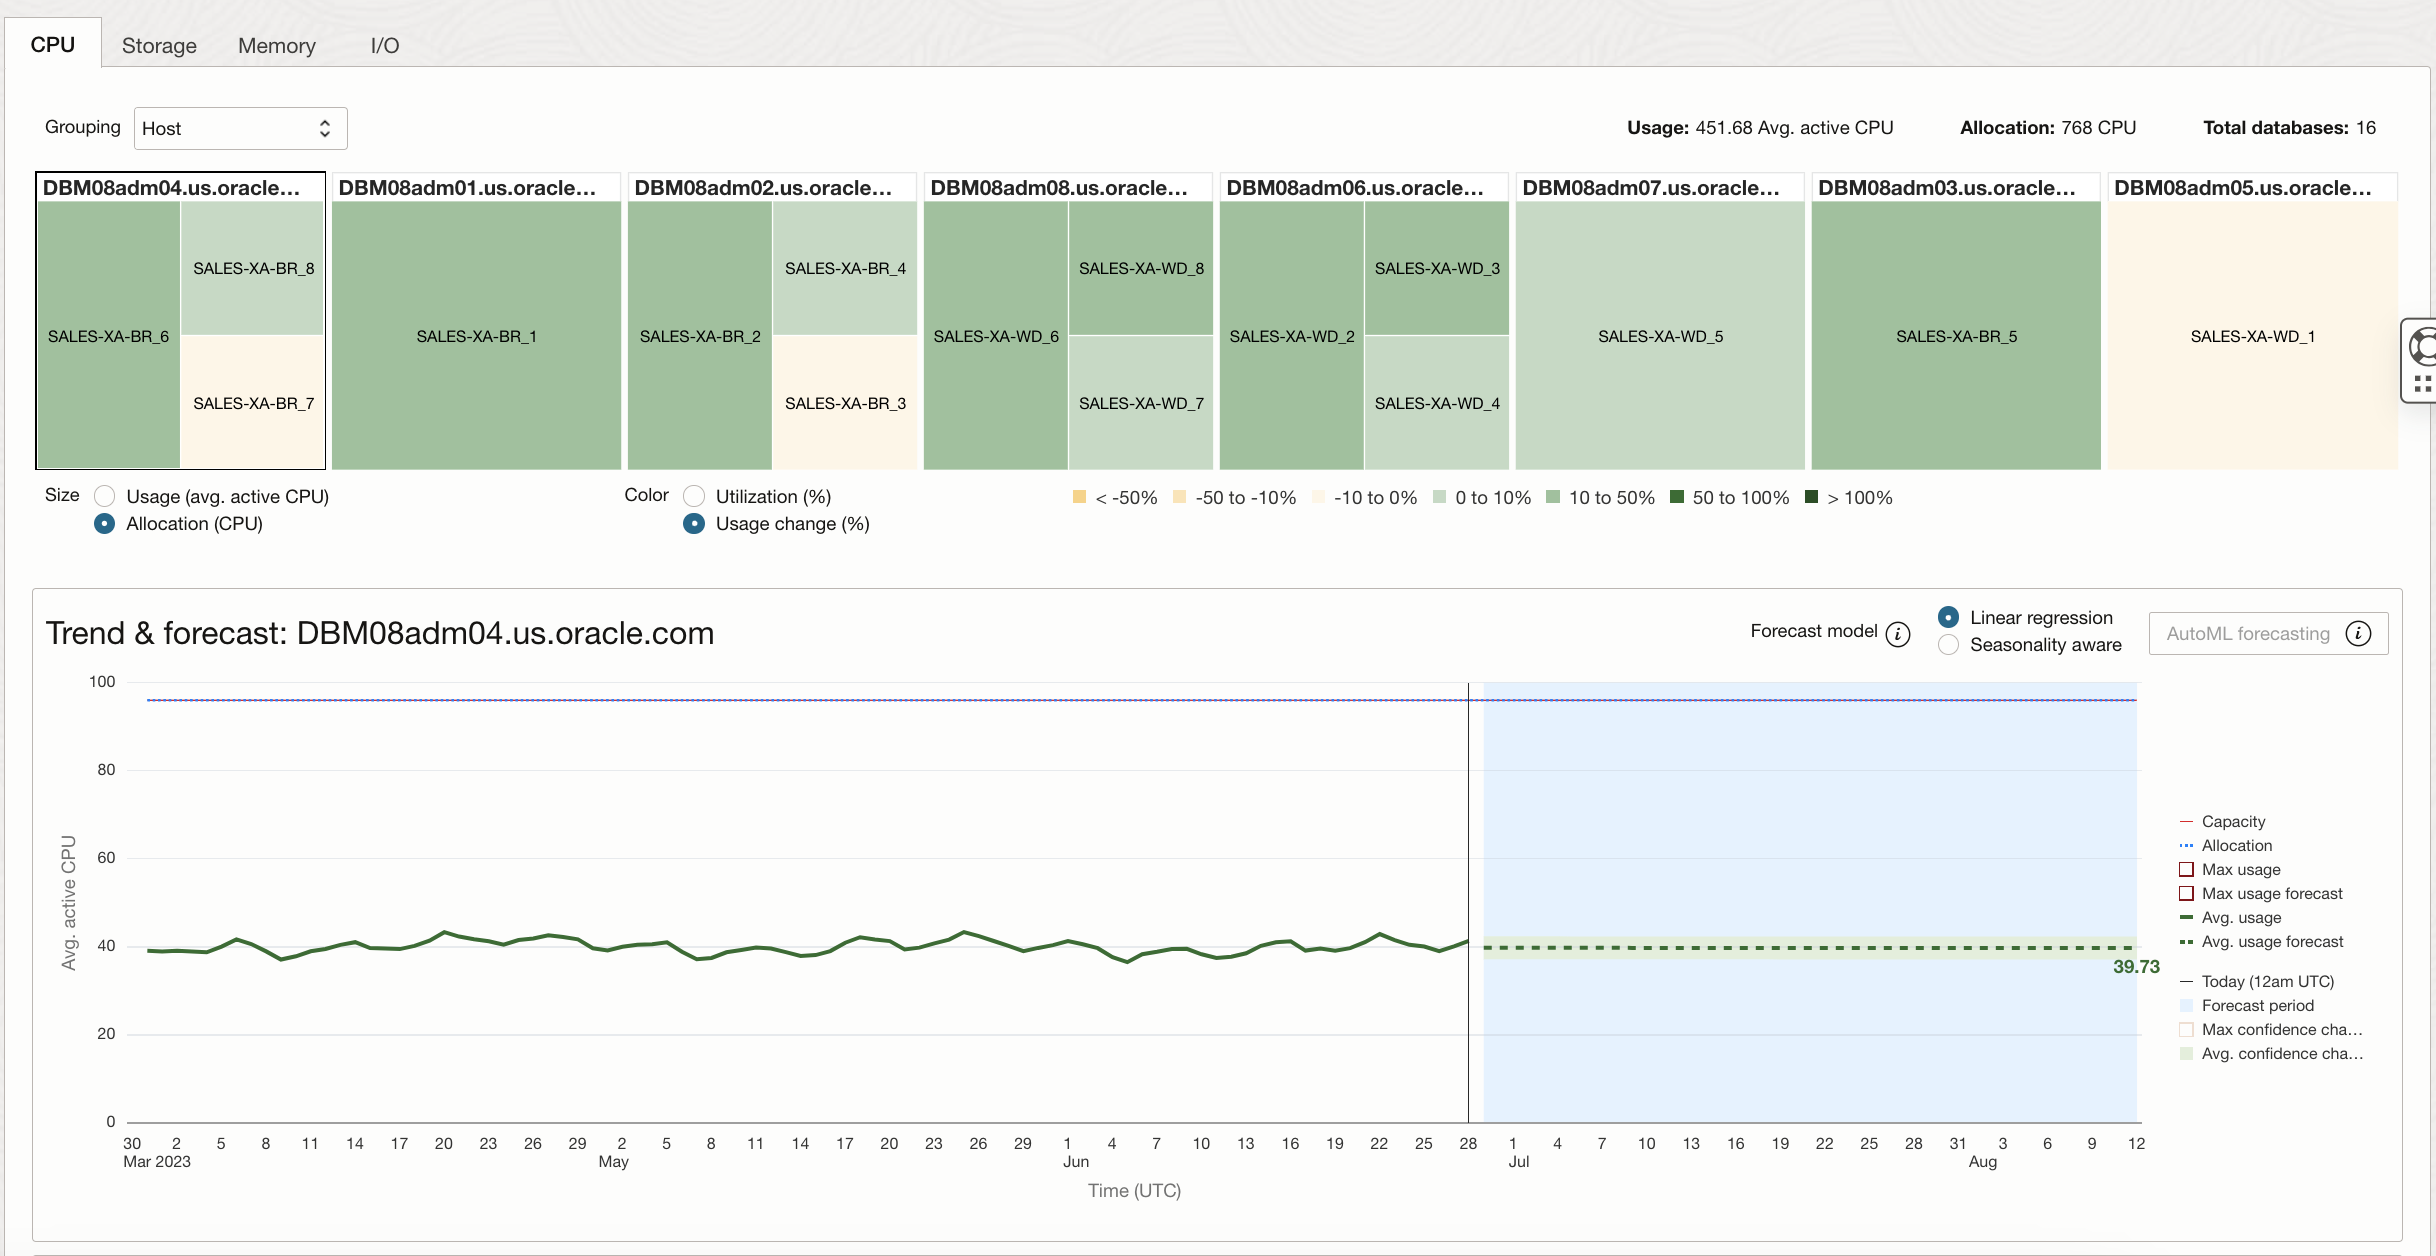 CPU Storage Memory I/O
Grouping Host Usage: 451.68 Avg. active CPU Allocation: 768 CPU Total databases: 16
DBM08adm04.us.oracle... DBM08adm01.us.oracle... DBM08adm02.us.oracle... DBM08adm08.us.oracle... DBM08adm06.us.oracle... DBM08adm07.us.oracle... DBM08adm03.us.oracle... DBM08adm05.us.oracle...
SALES-XA-BR_8 SALES-XA-BR_4 SALES-XA-WD_8 SALES-XA-WD_3
SALES-XA-BR_6 SALES-XA-BR_1 SALES-XA-BR_2 SALES-XA-WD_6 SALES-XA-WD_2 SALES-XA-WD_5 SALES-XA-BR_5 SALES-XA-WD_1
SALES-XA-BR_7 SALES-XA-BR_3 SALES-XA-WD_7 SALES-XA-WD_4
Size Usage (avg. active CPU) Color Utilization (%) < -50% -50 to -10% -10 to 0% 0 to 10% 10 to 50% 50 to 100% > 100%
Allocation (CPU) Usage change (%)
Trend & forecast: DBM08adm04.us.oracle.com
Forecast model i Linear regression AutoML forecasting i
Seasonality aware
100
80
60
40
20
0
Avg. active CPU
39.73
Capacity
Allocation
Max usage
Max usage forecast
Avg. usage
Avg. usage forecast
Today (12am UTC)
Forecast period
Max confidence cha...
Avg. confidence cha...
30 2 5 8 11 14 17 20 23 26 29 2 5 8 11 14 17 20 23 26 29 1 4 7 10 13 16 19 22 25 28 1 4 7 10 13 16 19 22 25 28 31 3 6 9 12
Mar 2023 May Jun Jul Aug
Time (UTC)